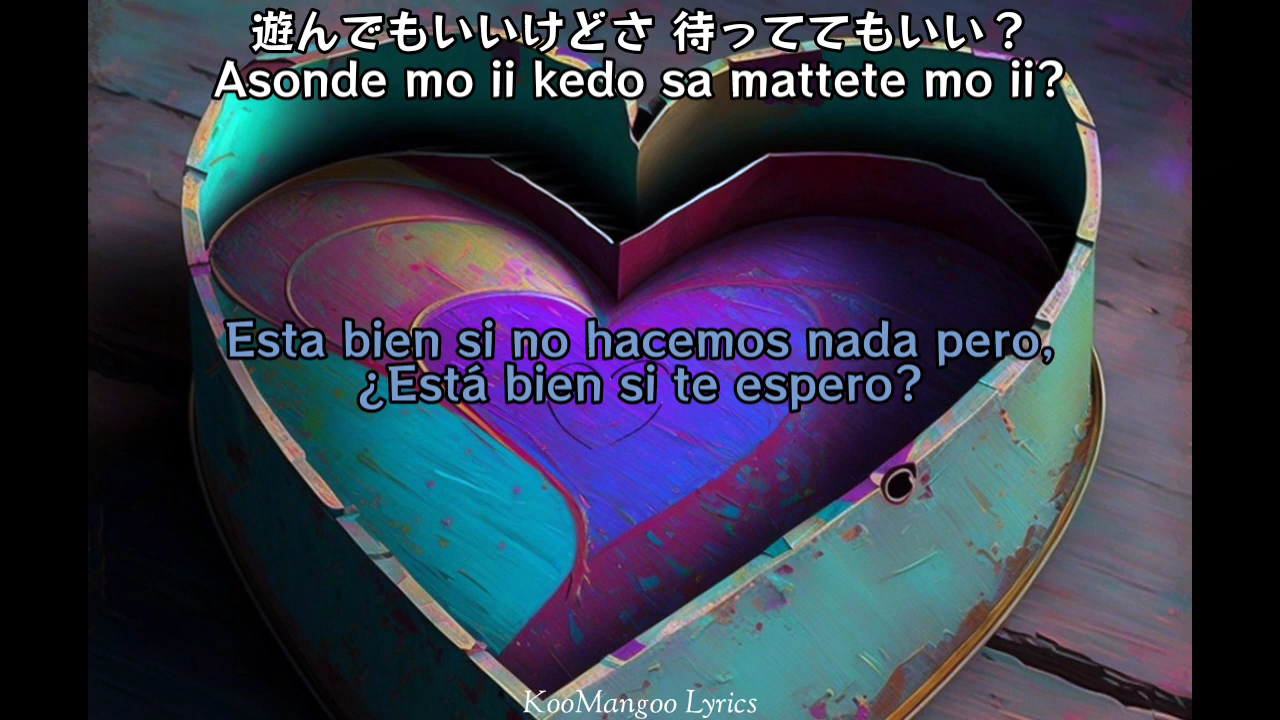 遊んでもいいけどさ 待っててもいい？
Asonde mo ii kedo sa mattete mo ii?
Esta bien si no hacemos nada pero,
¿Está bien si te espero?
KooMangoo Lyrics